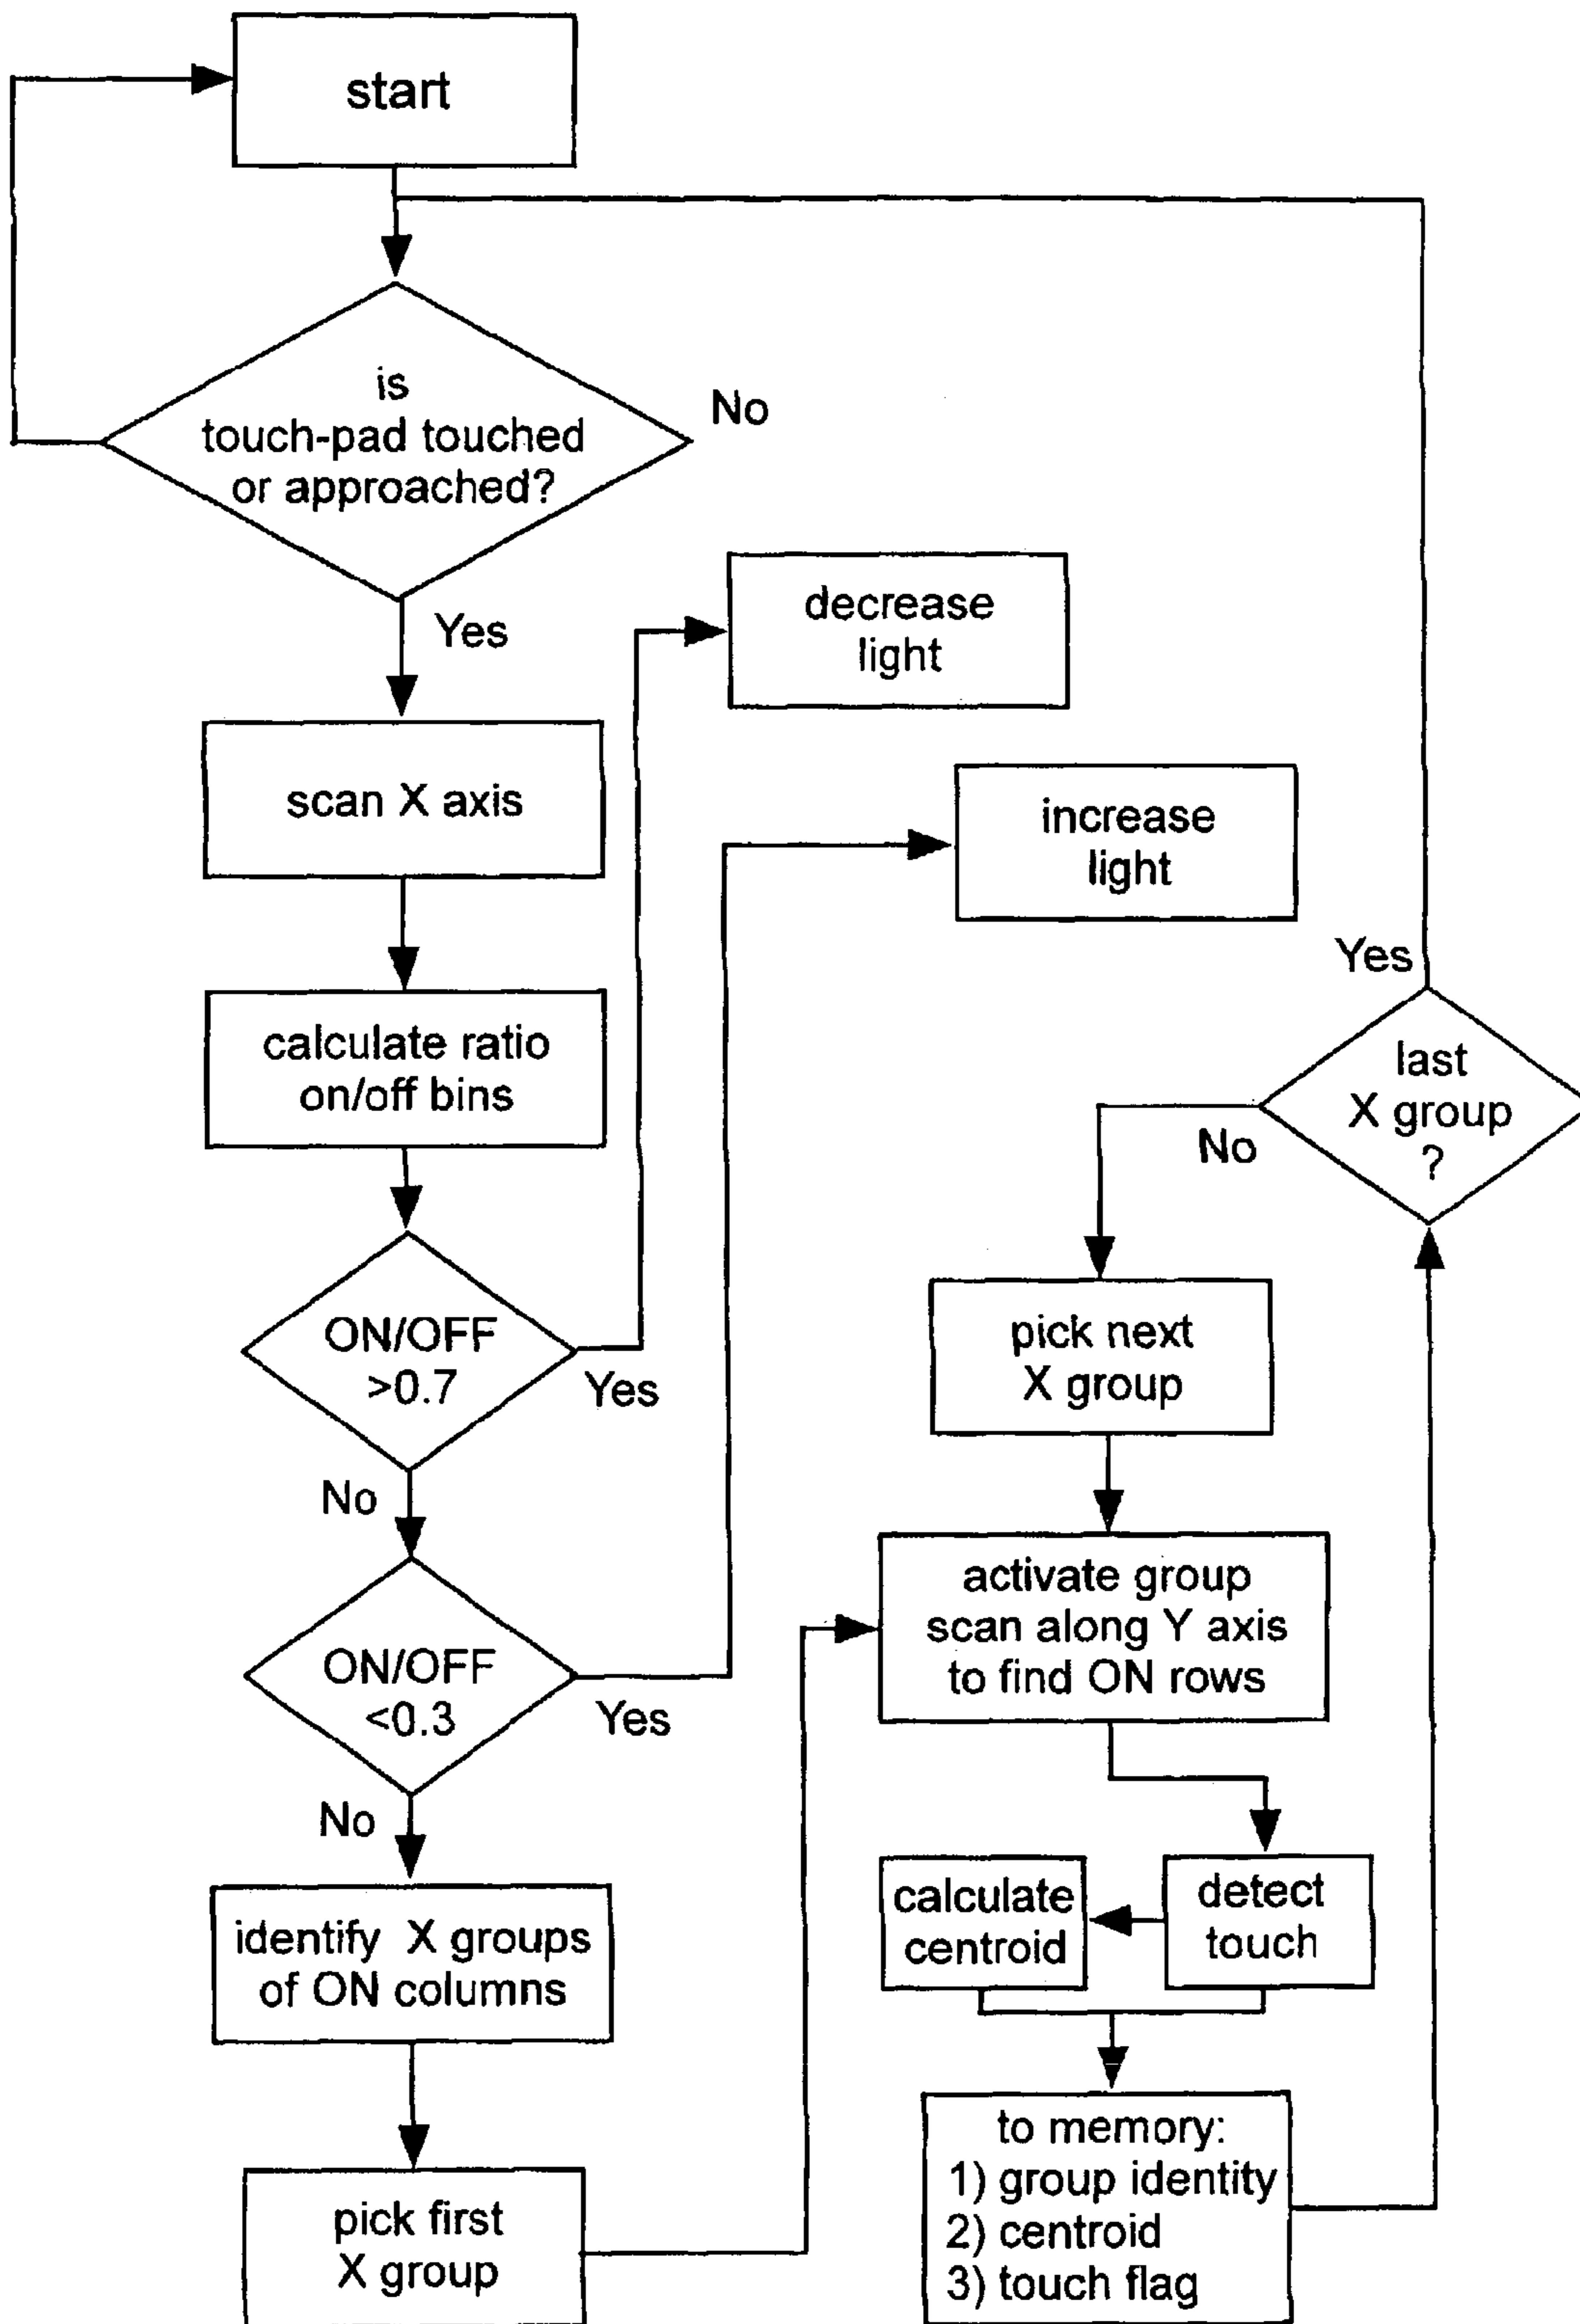 start
is
touch-pad touched
or approached?
No
Yes
decrease
light
scan X axis
increase
light
calculate ratio
on/off bins
ON/OFF
>0.7
Yes
No
ON/OFF
<0.3
Yes
No
identify X groups
of ON columns
pick first
X group
Yes
last
X group
?
No
pick next
X group
activate group
scan along Y axis
to find ON rows
calculate
centroid
detect
touch
to memory:
1) group identity
2) centroid
3) touch flag